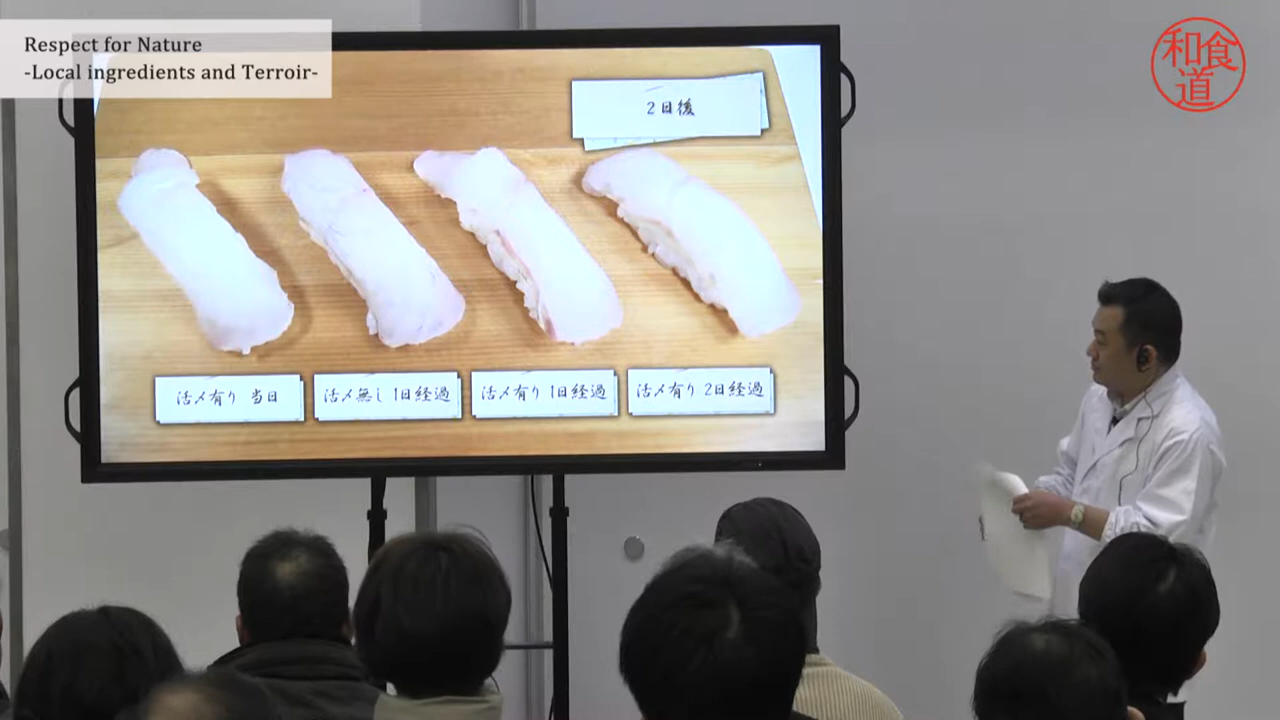 Respect for Nature
-Local ingredients and Terroir-
和食道
2日後
活〆有り 当日
活〆無し 1日経過
活〆有り 1日経過
活〆有り 2日経過